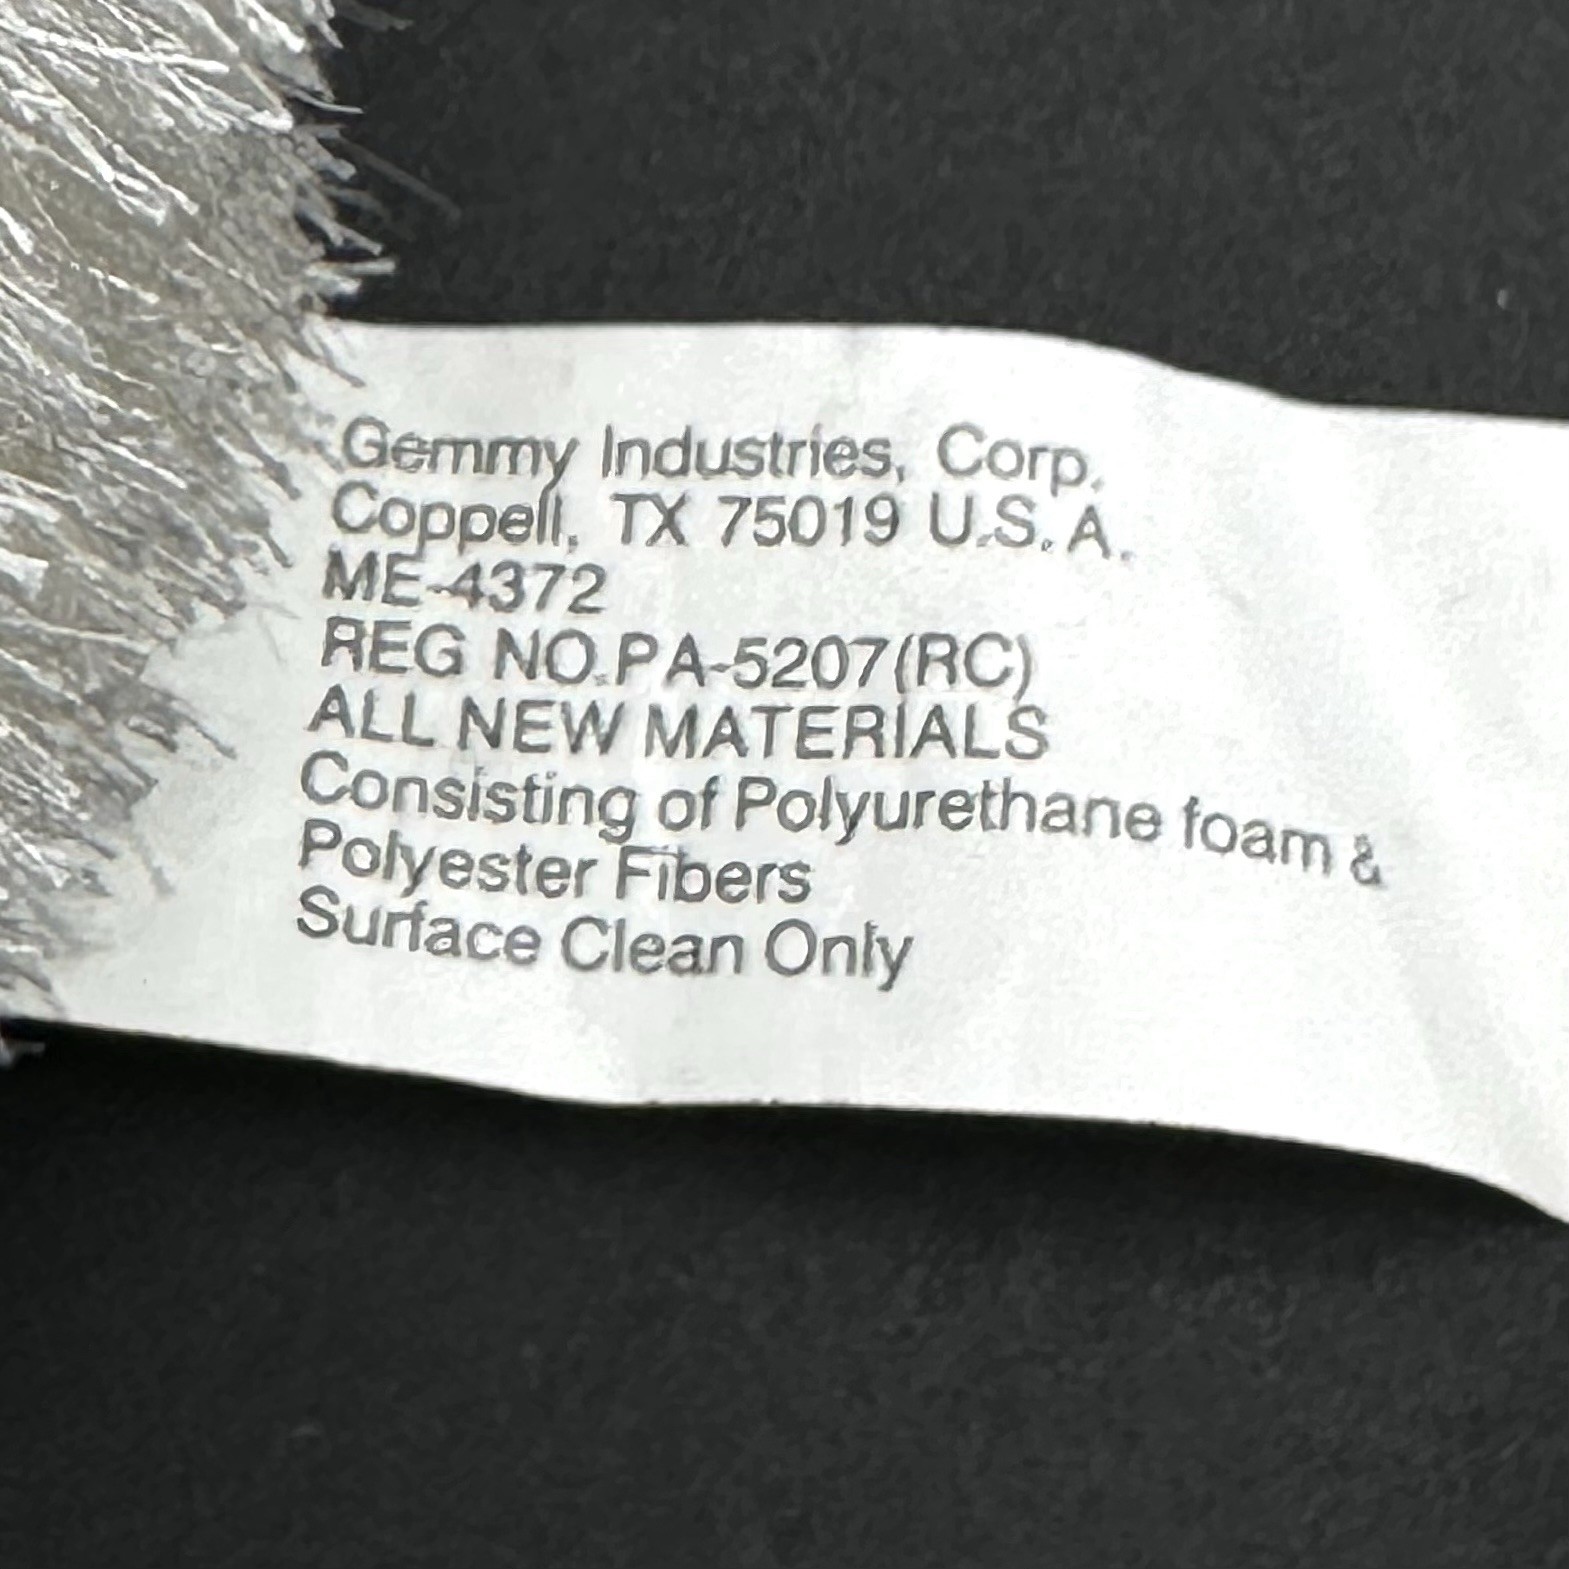 Gemmy Industries, Corp.
Coppell, TX 75019 U.S.A.
ME-4372
REG NO.PA-5207(RC)
ALL NEW MATERIALS
Consisting of Polyurethane foam &
Polyester Fibers
Surface Clean Only